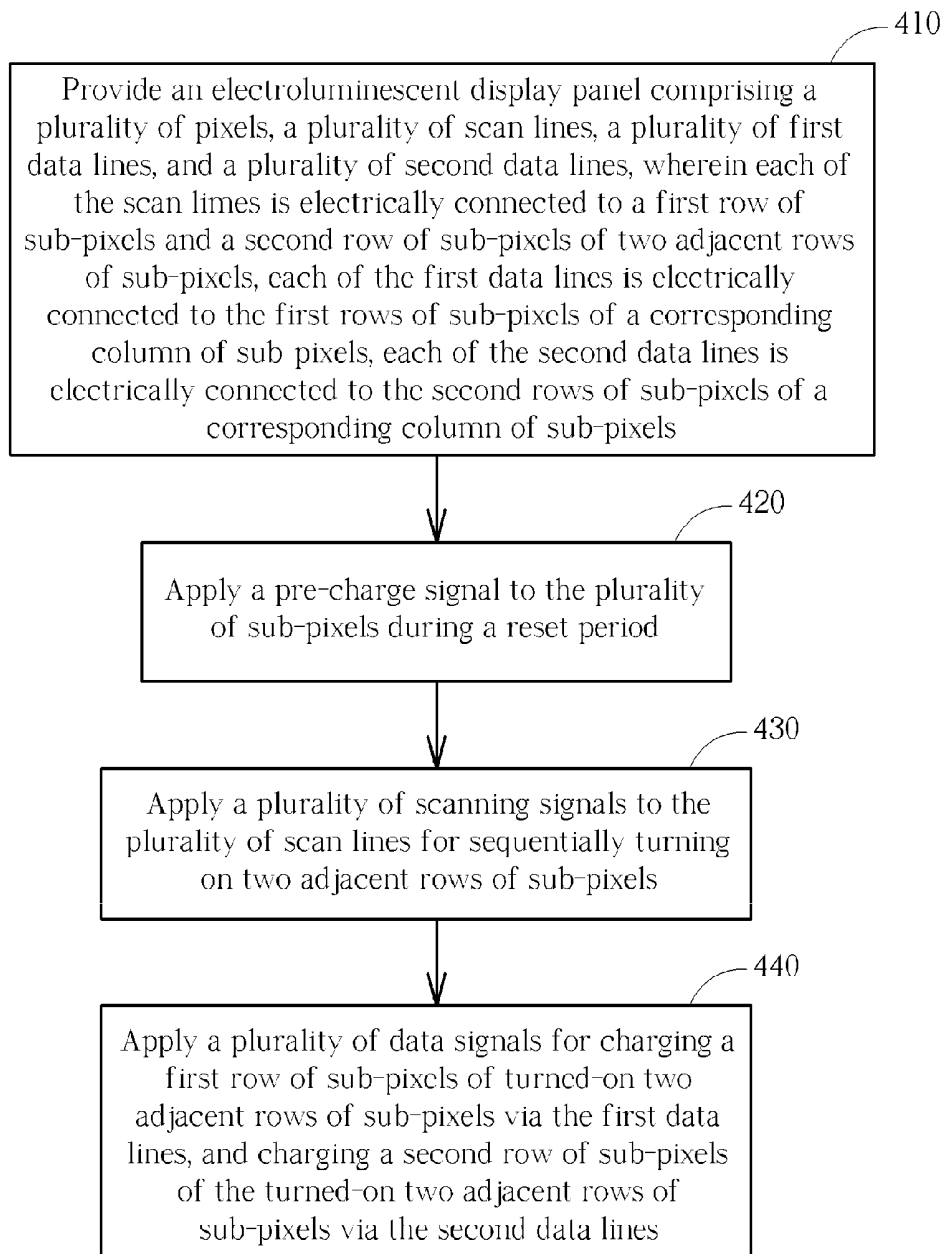 410
Provide an electroluminescent display panel comprising a
plurality of pixels, a plurality of scan lines, a plurality of first
data lines, and a plurality of second data lines, wherein each of
the scan limes is electrically connected to a first row of
sub-pixels and a second row of sub-pixels of two adjacent rows
of sub-pixels, each of the first data lines is electrically
connected to the first rows of sub-pixels of a corresponding
column of sub pixels, each of the second data lines is
electrically connected to the second rows of sub-pixels of a
corresponding column of sub-pixels
420
Apply a pre-charge signal to the plurality
of sub-pixels during a reset period
430
Apply a plurality of scanning signals to the
plurality of scan lines for sequentially turning
on two adjacent rows of sub-pixels
440
Apply a plurality of data signals for charging a
first row of sub-pixels of turned-on two
adjacent rows of sub-pixels via the first data
lines, and charging a second row of sub-pixels
of the turned-on two adjacent rows of
sub-pixels via the second data lines